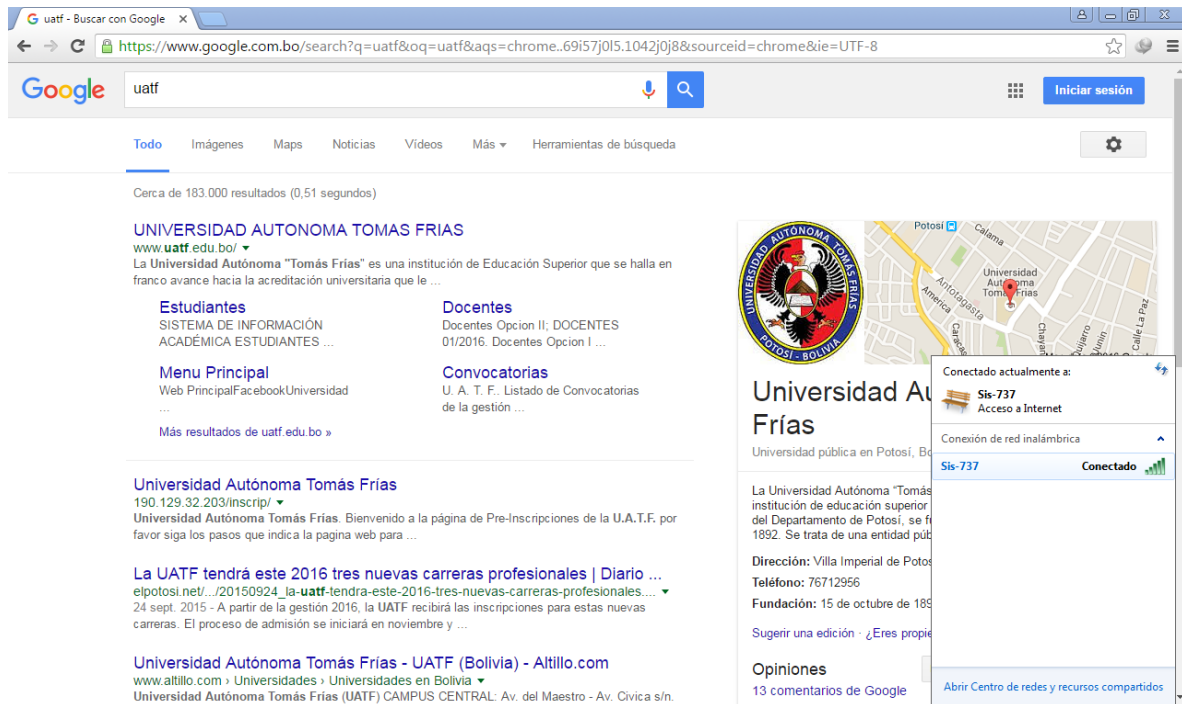 uatf - Buscar con Google
https://www.google.com.bo/search?q=uatf&oq=uatf&aqs=chrome..69i57j0l5.1042j0j8&sourceid=chrome&ie=UTF-8
Google
uatf
Iniciar sesión
Todo Imágenes Maps Noticias Vídeos Más Herramientas de búsqueda
Cerca de 183.000 resultados (0,51 segundos)
UNIVERSIDAD AUTONOMA TOMAS FRIAS
www.uatf.edu.bo/
La Universidad Autónoma "Tomás Frías" es una institución de Educación Superior que se halla en
franco avance hacia la acreditación universitaria que le ...
Estudiantes
SISTEMA DE INFORMACIÓN
ACADÉMICA ESTUDIANTES ...
Docentes
Docentes Opcion II; DOCENTES
01/2016. Docentes Opcion I ...
Menu Principal
Web PrincipalFacebookUniversidad
...
Convocatorias
U. A. T. F.. Listado de Convocatorias
de la gestión ...
Más resultados de uatf.edu.bo »
Universidad Autónoma Tomás Frías
190.129.32.203/inscrip/
Universidad Autónoma Tomás Frías. Bienvenido a la página de Pre-Inscripciones de la U.A.T.F. por
favor siga los pasos que indica la pagina web para ...
La UATF tendrá este 2016 tres nuevas carreras profesionales | Diario ...
elpotosi.net/.../20150924_la-uatf-tendra-este-2016-tres-nuevas-carreras-profesionales....
24 sept. 2015 - A partir de la gestión 2016, la UATF recibirá las inscripciones para estas nuevas
carreras. El proceso de admisión se iniciará en noviembre y ...
Universidad Autónoma Tomás Frías - UATF (Bolivia) - Altillo.com
www.altillo.com › Universidades › Universidades en Bolivia
Universidad Autónoma Tomás Frías (UATF) CAMPUS CENTRAL: Av. del Maestro - Av. Civica s/n.
UNIVERSIDAD AUTÓNOMA TOMÁS FRÍAS
POTOSÍ - BOLIVIA
Potosí
Calama
Universidad
Autónoma
Tomás Frías
Antofagasta
America
Caracas
Chayan
Quijarro
Junin
Calle La Paz
Universidad Au
Frías
Universidad pública en Potosí, Bo
La Universidad Autónoma “Tomás
institución de educación superior
del Departamento de Potosí, se fu
1892. Se trata de una entidad púb
Dirección: Villa Imperial de Potos
Teléfono: 76712956
Fundación: 15 de octubre de 189
Sugerir una edición · ¿Eres propie
Opiniones
13 comentarios de Google
Conectado actualmente a:
Sis-737
Acceso a Internet
Conexión de red inalámbrica
Sis-737 Conectado
Abrir Centro de redes y recursos compartidos